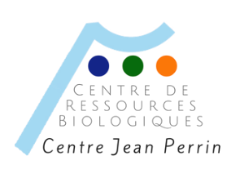 CENTRE DE
RESSOURCES
BIOLOGIQUES
Centre Jean Perrin